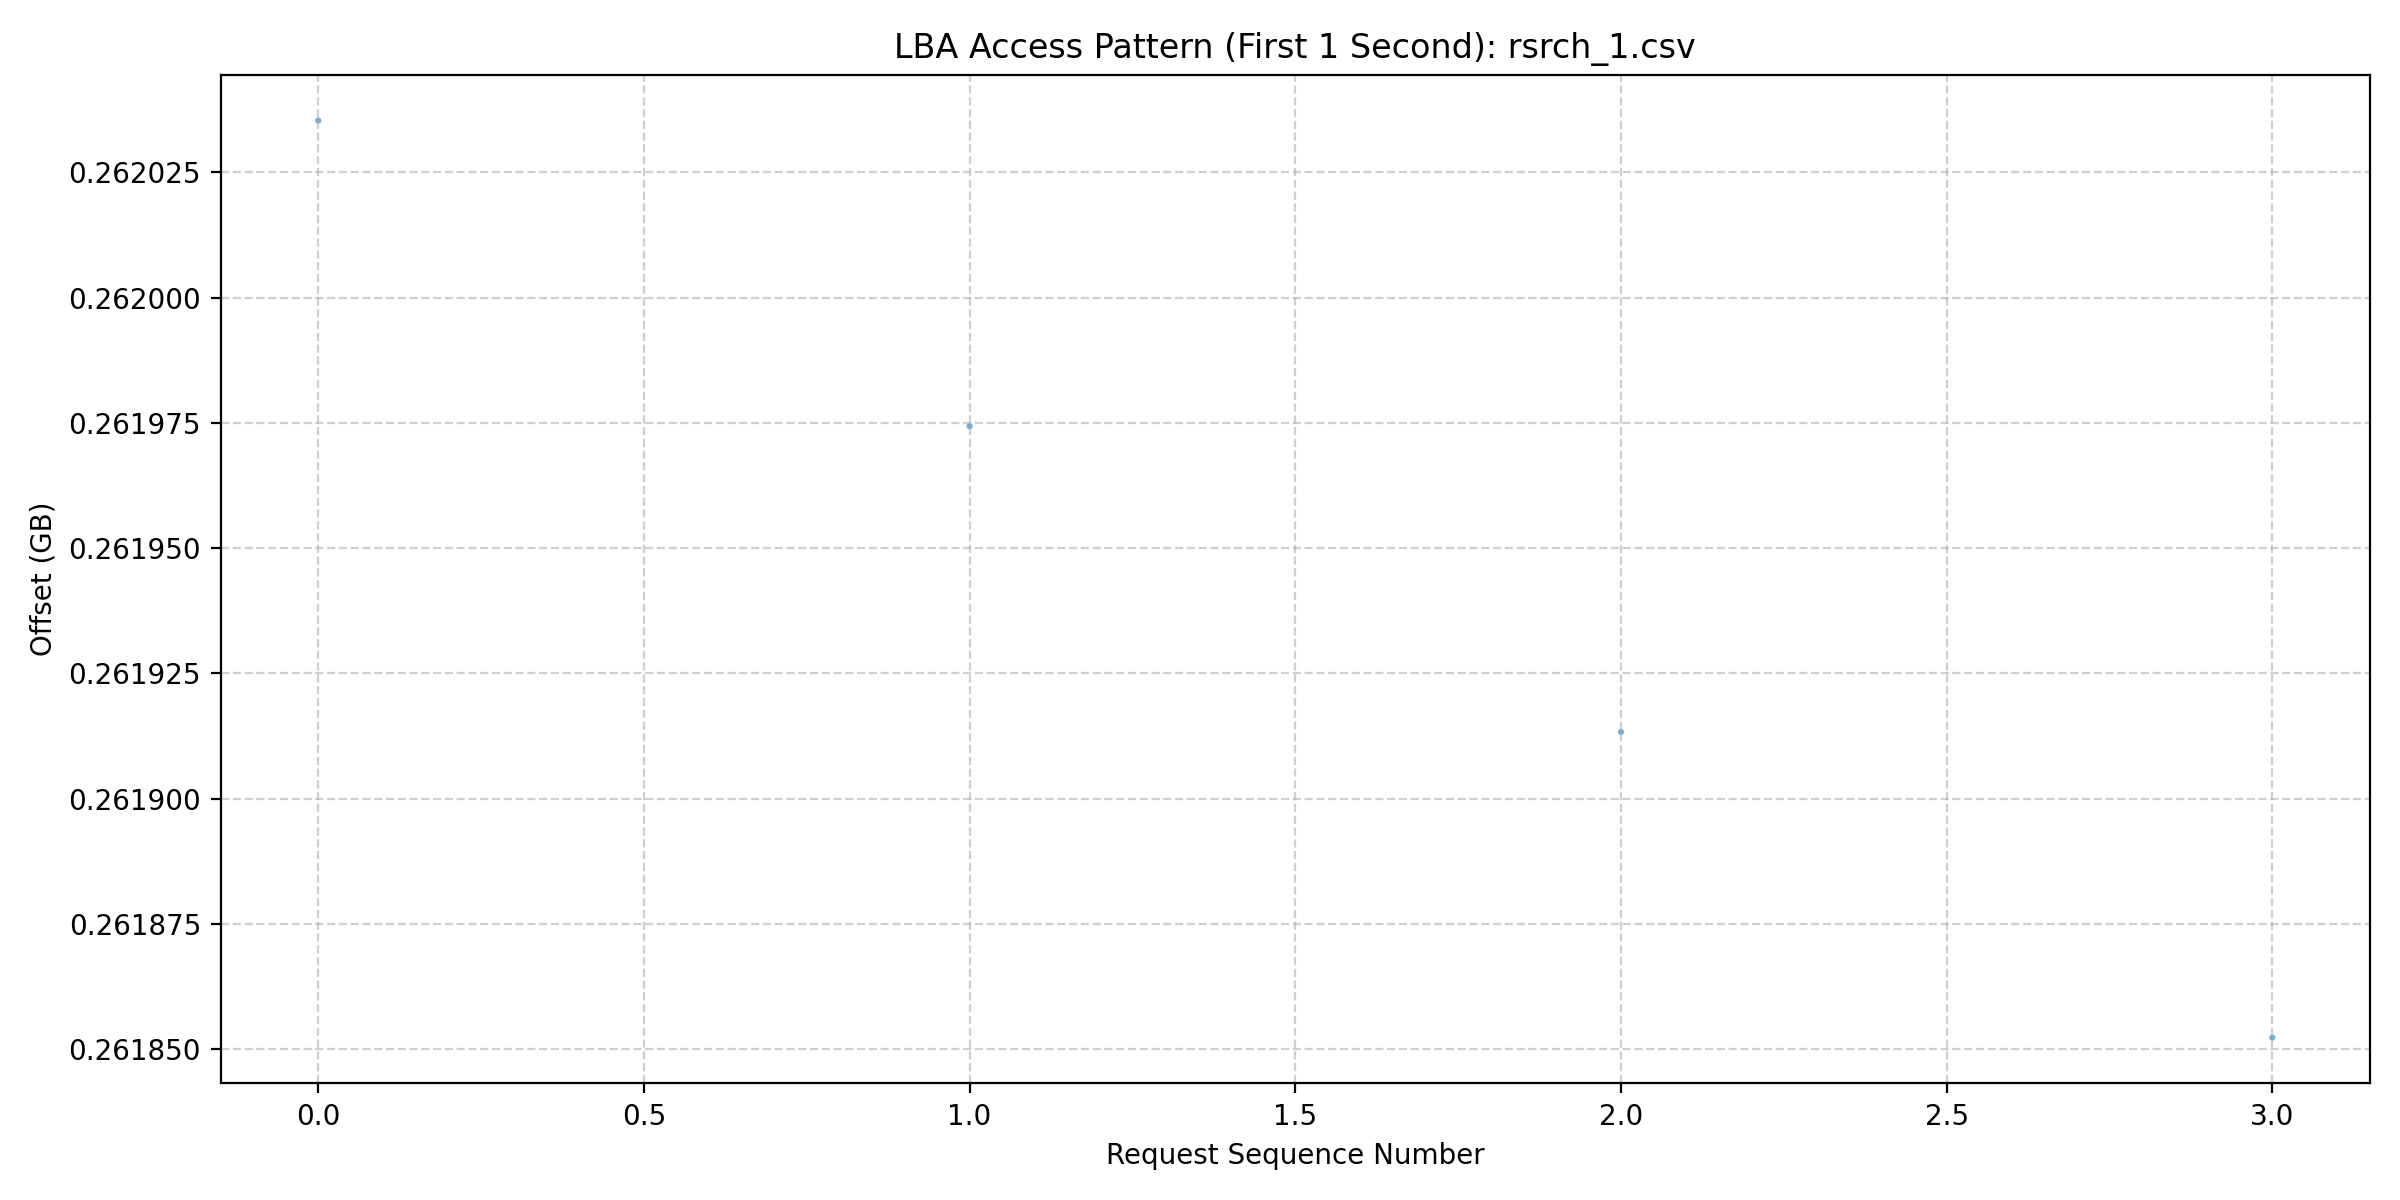 LBA Access Pattern (First 1 Second): rsrch_1.csv
Offset (GB)
0.262025
0.262000
0.261975
0.261950
0.261925
0.261900
0.261875
0.261850
0.0 0.5 1.0 1.5 2.0 2.5 3.0
Request Sequence Number